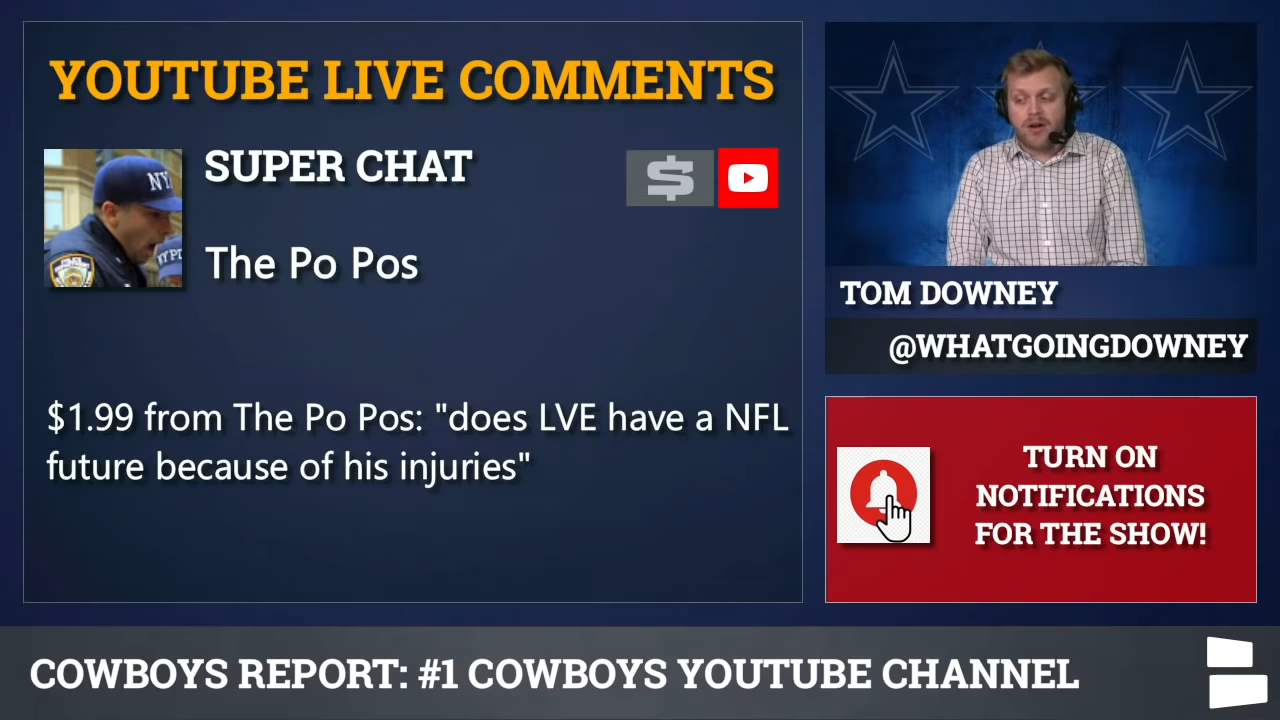 YOUTUBE LIVE COMMENTS
NY
NYPD
SUPER CHAT
$
The Po Pos
$1.99 from The Po Pos: "does LVE have a NFL
future because of his injuries"
TOM DOWNEY
@WHATGOINGDOWNEY
TURN ON
NOTIFICATIONS
FOR THE SHOW!
COWBOYS REPORT: #1 COWBOYS YOUTUBE CHANNEL